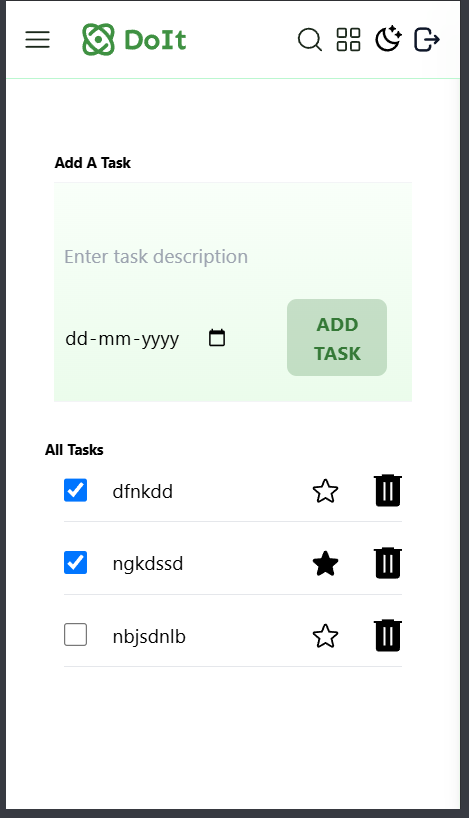 DoIt
Add A Task
Enter task description
dd-mm-yyyy
ADD
TASK
All Tasks
dfnkdd
ngkdssd
nbjsdnlb